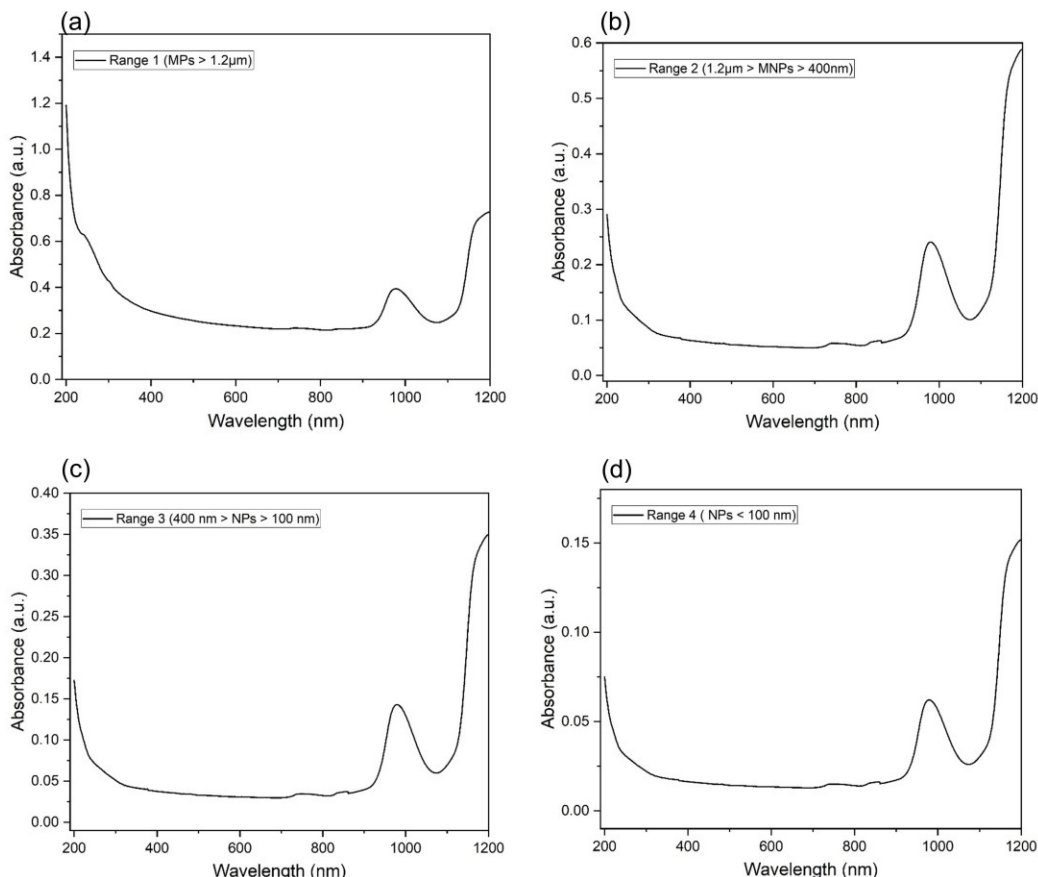 (a)
Range 1 (MPs > 1.2μm)
1.4
1.2
1.0
0.8
0.6
0.4
0.2
0.0
Absorbance (a.u.)
200 400 600 800 1000 1200
Wavelength (nm)
(b)
Range 2 (1.2μm > MNPs > 400nm)
0.6
0.5
0.4
0.3
0.2
0.1
0.0
Absorbance (a.u.)
200 400 600 800 1000 1200
Wavelength (nm)
(c)
Range 3 (400 nm > NPs > 100 nm)
0.40
0.35
0.30
0.25
0.20
0.15
0.10
0.05
0.00
Absorbance (a.u.)
200 400 600 800 1000 1200
Wavelength (nm)
(d)
Range 4 ( NPs < 100 nm)
0.15
0.10
0.05
0.00
Absorbance (a.u.)
200 400 600 800 1000 1200
Wavelength (nm)